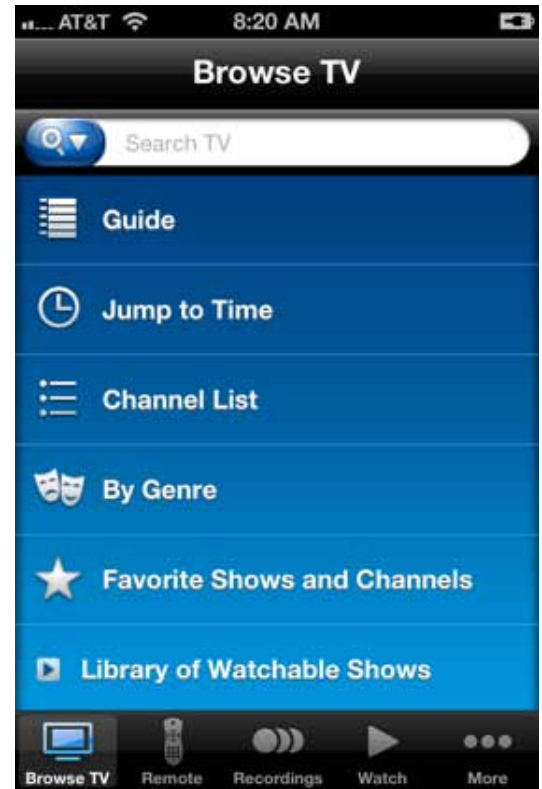 AT&T 8:20 AM
Browse TV
Search TV
Guide
Jump to Time
Channel List
By Genre
Favorite Shows and Channels
Library of Watchable Shows
Browse TV Remote Recordings Watch More